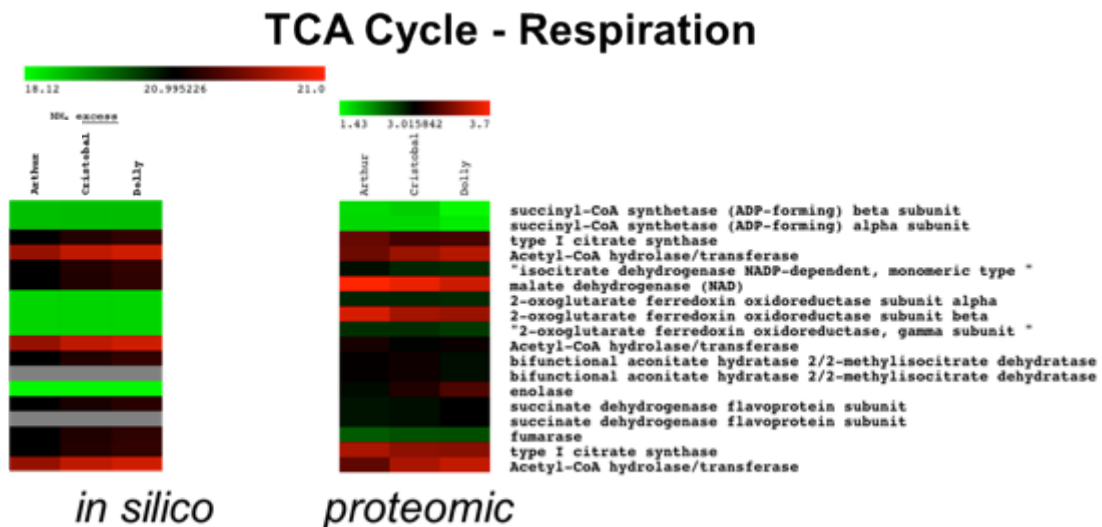 TCA Cycle - Respiration
18.12 20.995226 21.0
NH₄ excess
1.43 3.015842 3.7
Arthur Cristobal Dolly
Arthur Cristobal Dolly
succinyl-CoA synthetase (ADP-forming) beta subunit
succinyl-CoA synthetase (ADP-forming) alpha subunit
type I citrate synthase
Acetyl-CoA hydrolase/transferase
"isocitrate dehydrogenase NADP-dependent, monomeric type "
malate dehydrogenase (NAD)
2-oxoglutarate ferredoxin oxidoreductase subunit alpha
2-oxoglutarate ferredoxin oxidoreductase subunit beta
"2-oxoglutarate ferredoxin oxidoreductase, gamma subunit "
Acetyl-CoA hydrolase/transferase
bifunctional aconitate hydratase 2/2-methylisocitrate dehydratase
bifunctional aconitate hydratase 2/2-methylisocitrate dehydratase
enolase
succinate dehydrogenase flavoprotein subunit
succinate dehydrogenase flavoprotein subunit
fumarase
type I citrate synthase
Acetyl-CoA hydrolase/transferase
in silico
proteomic